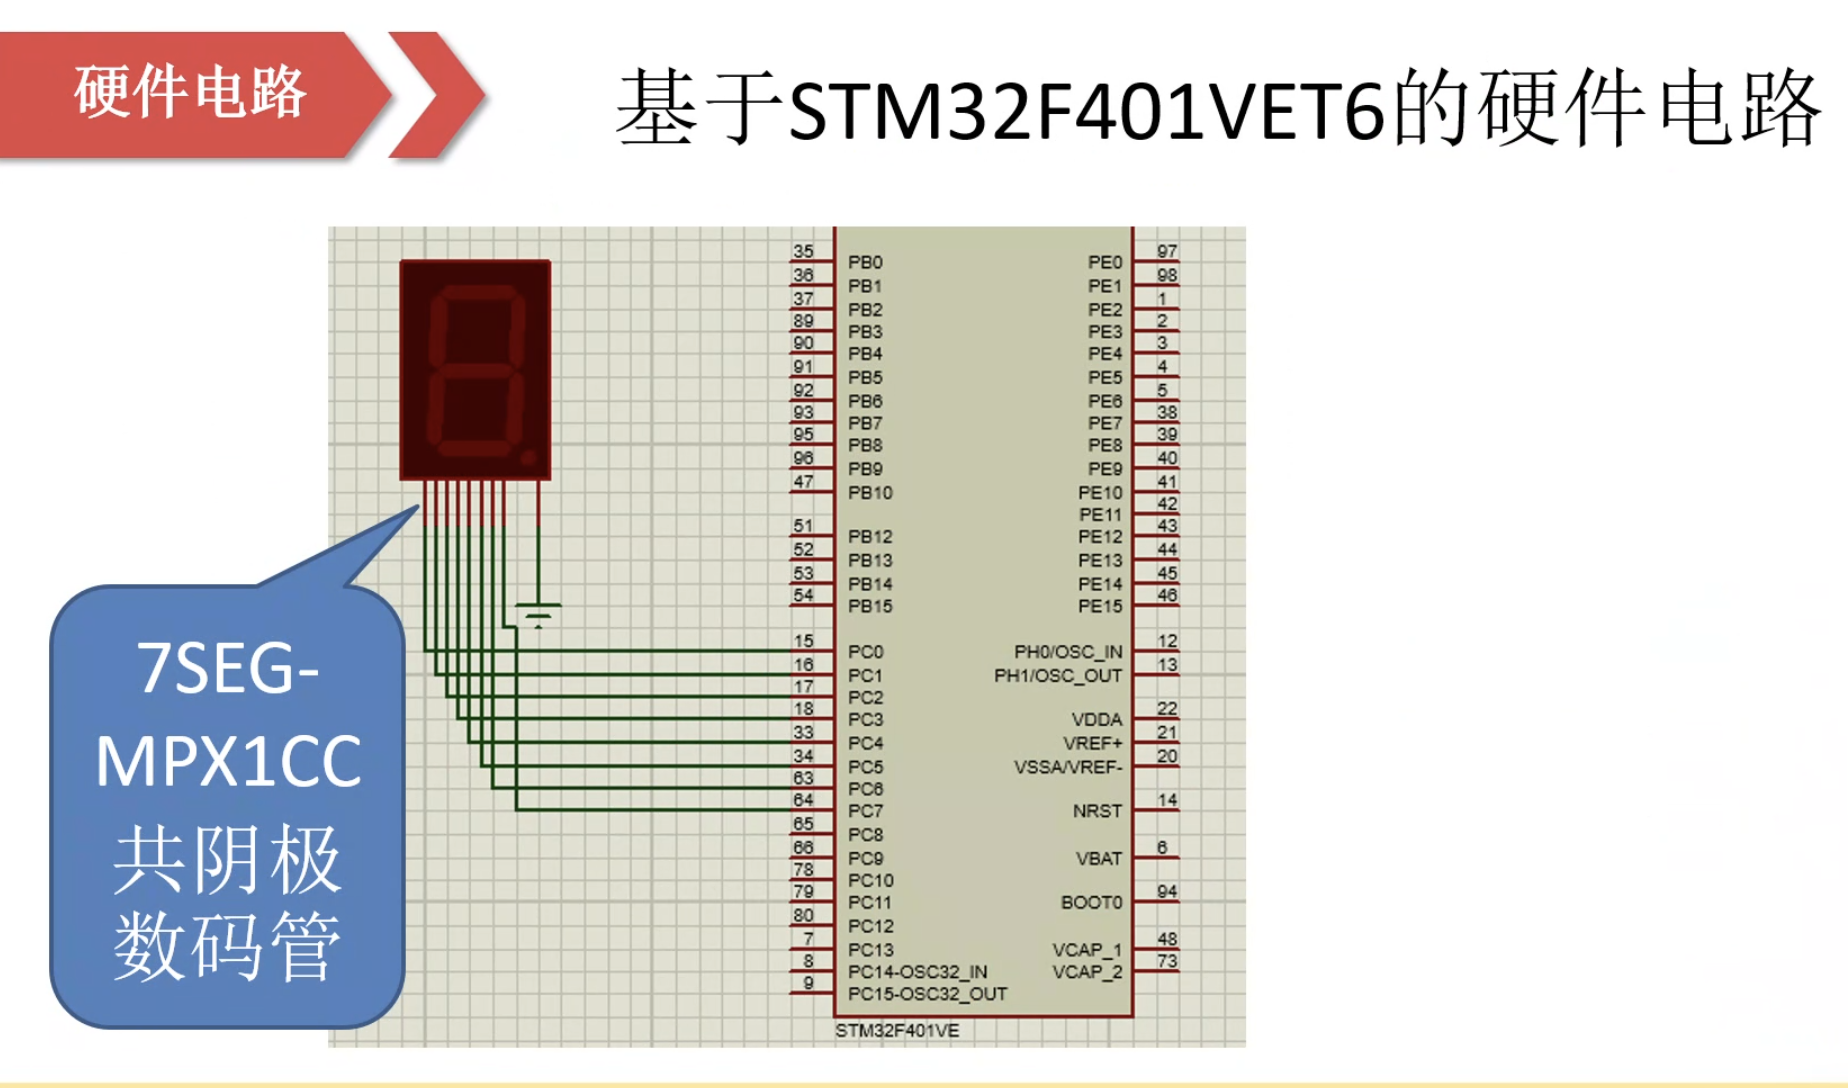 硬件电路
基于STM32F401VET6的硬件电路
35 PB0 PE0 97
36 PB1 PE1 98
37 PB2 PE2 1
89 PB3 PE3 2
90 PB4 PE4 3
91 PB5 PE5 4
92 PB6 PE6 5
93 PB7 PE7 38
95 PB8 PE8 39
96 PB9 PE9 40
47 PB10 PE10 41
PE11 42
51 PB12 PE12 43
52 PB13 PE13 44
53 PB14 PE14 45
54 PB15 PE15 46
15 PC0 PH0/OSC_IN 12
16 PC1 PH1/OSC_OUT 13
17 PC2
18 PC3 VDDA 22
33 PC4 VREF+ 21
34 PC5 VSSA/VREF- 20
63 PC6
64 PC7 NRST 14
65 PC8
66 PC9 VBAT 6
78 PC10
79 PC11 BOOT0 94
80 PC12
7 PC13 VCAP_1 48
8 PC14-OSC32_IN VCAP_2 73
9 PC15-OSC32_OUT
STM32F401VE
7SEG-
MPX1CC
共阴极
数码管